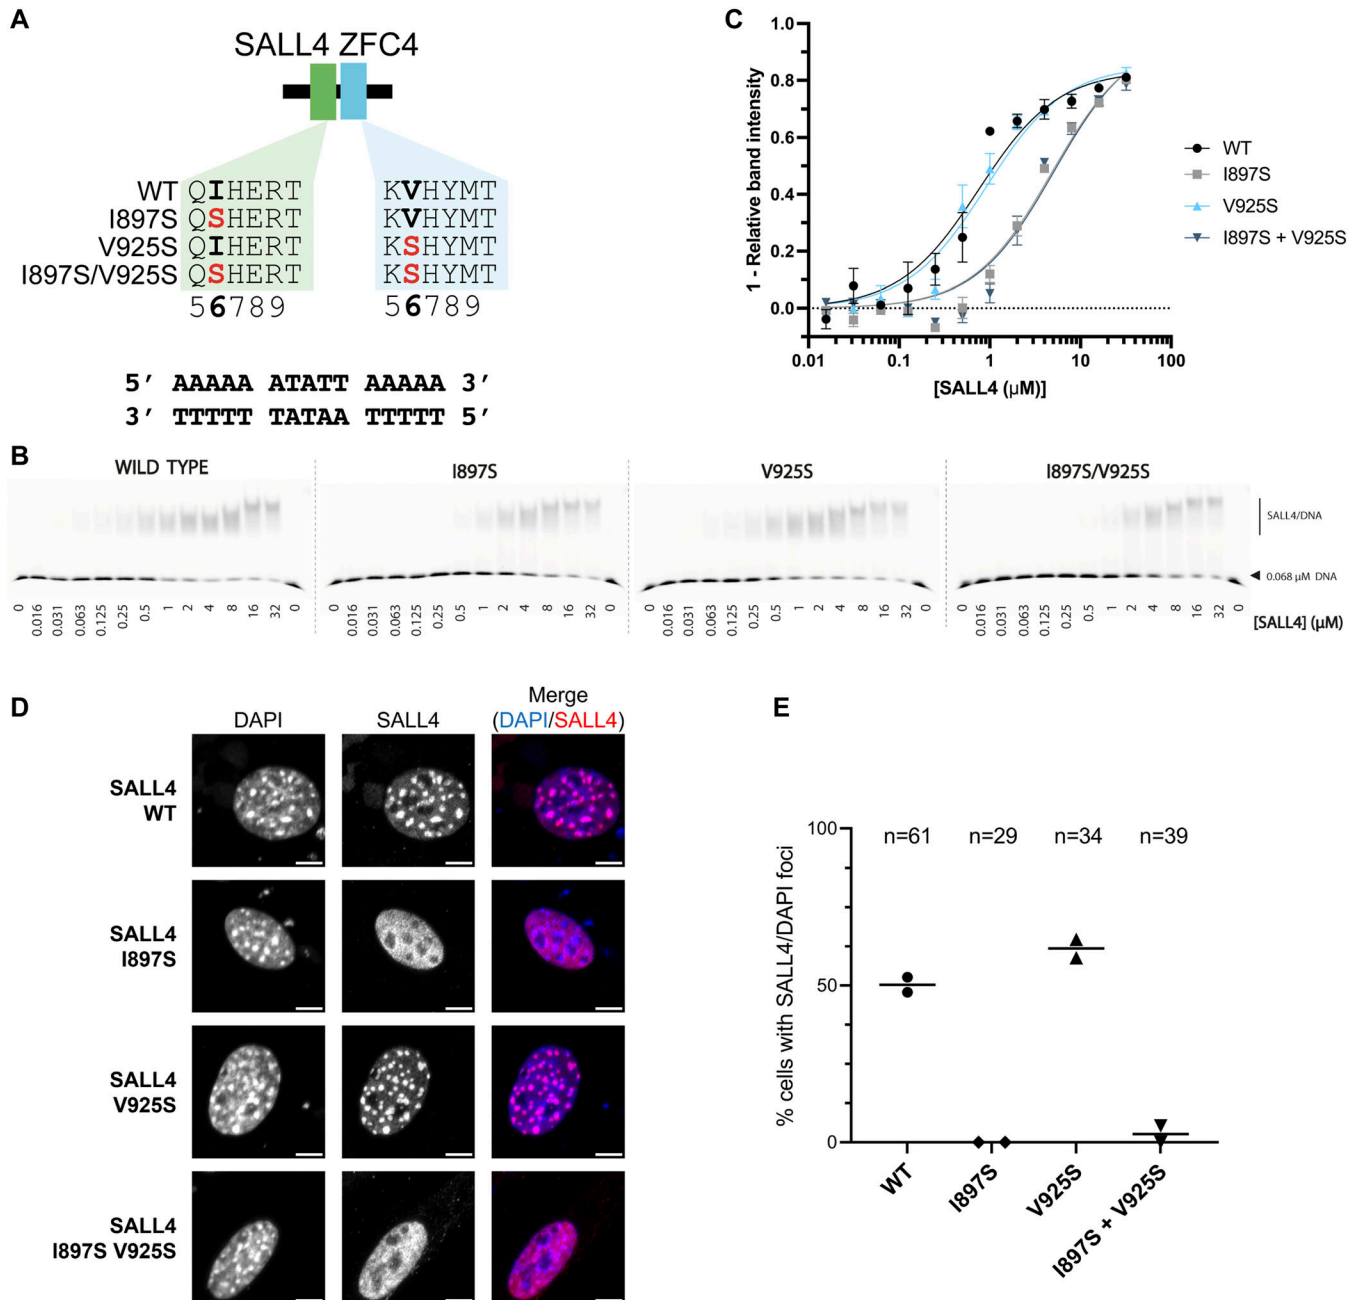 A
SALL4 ZFC4
WT QIHERT KVHYMT
I897S QSHERT KVHYMT
V925S QIHERT KSHYMT
I897S/V925S QSHERT KSHYMT
56789 56789
5′ AAAAA ATATT AAAAA 3′
3′ TTTTT TATAA TTTTT 5′
C
1 - Relative band intensity
1.0
0.8
0.6
0.4
0.2
0.0
0.01 0.1 1 10 100
[SALL4 (μM)]
WT
I897S
V925S
I897S + V925S
B
WILD TYPE I897S V925S I897S/V925S
SALL4/DNA
0.068 μM DNA
0 0.016 0.031 0.063 0.125 0.25 0.5 1 2 4 8 16 32 0
0 0.016 0.031 0.063 0.125 0.25 0.5 1 2 4 8 16 32 0
0 0.016 0.031 0.063 0.125 0.25 0.5 1 2 4 8 16 32 0
0 0.016 0.031 0.063 0.125 0.25 0.5 1 2 4 8 16 32 0
[SALL4] (μM)
D
DAPI SALL4 Merge
(DAPI/SALL4)
SALL4
WT
SALL4
I897S
SALL4
V925S
SALL4
I897S V925S
E
% cells with SALL4/DAPI foci
100
50
0
n=61 n=29 n=34 n=39
WT I897S V925S I897S + V925S